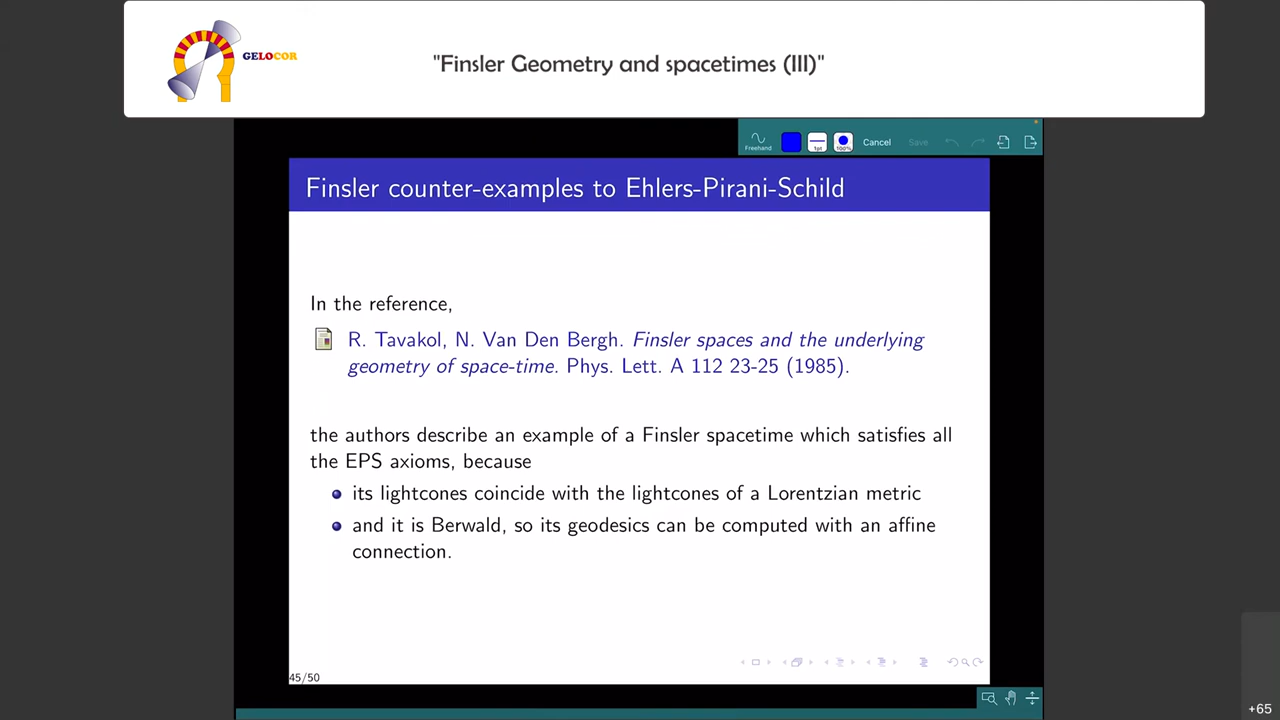 GELOCOR
"Finsler Geometry and spacetimes (III)"
Freehand
1pt
100%
Cancel
Save
Finsler counter-examples to Ehlers-Pirani-Schild
In the reference,
R. Tavakol, N. Van Den Bergh. Finsler spaces and the underlying
geometry of space-time. Phys. Lett. A 112 23-25 (1985).
the authors describe an example of a Finsler spacetime which satisfies all
the EPS axioms, because
its lightcones coincide with the lightcones of a Lorentzian metric
and it is Berwald, so its geodesics can be computed with an affine
connection.
45/50
+65